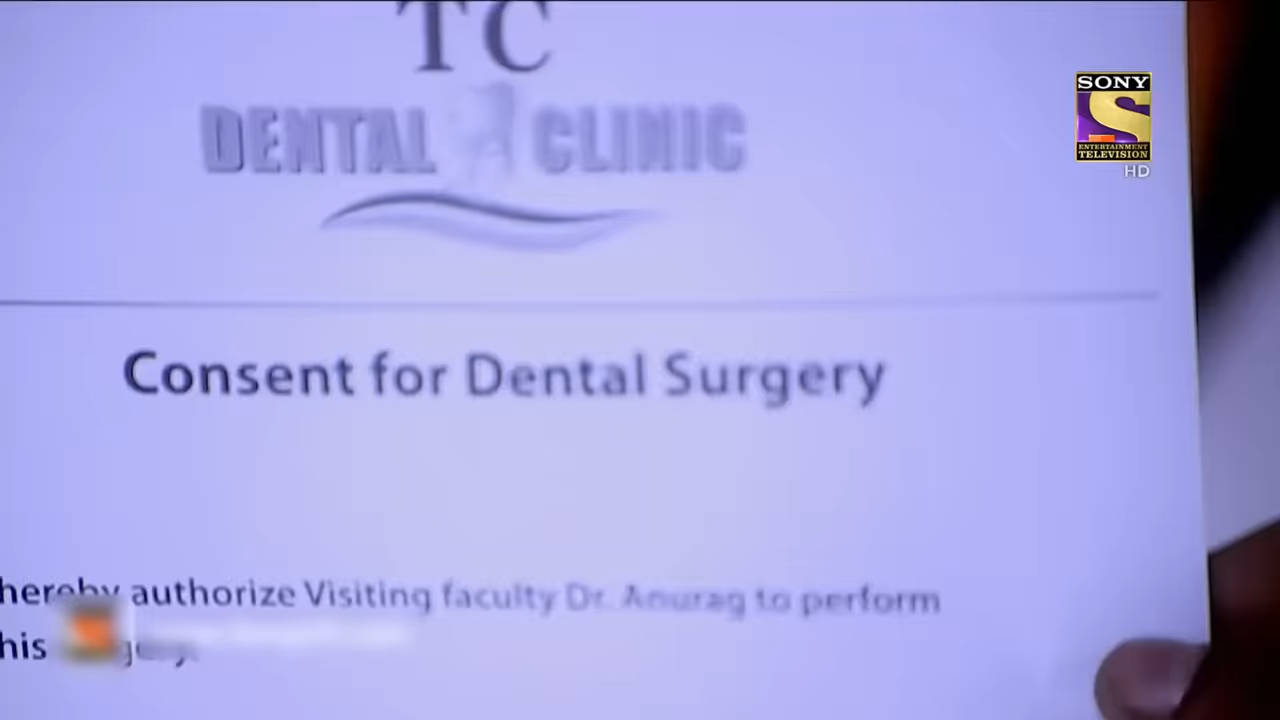 TC
DENTAL CLINIC
SONY
ENTERTAINMENT
TELEVISION
HD
Consent for Dental Surgery
hereby authorize Visiting faculty Dr. Anurag to perform
his